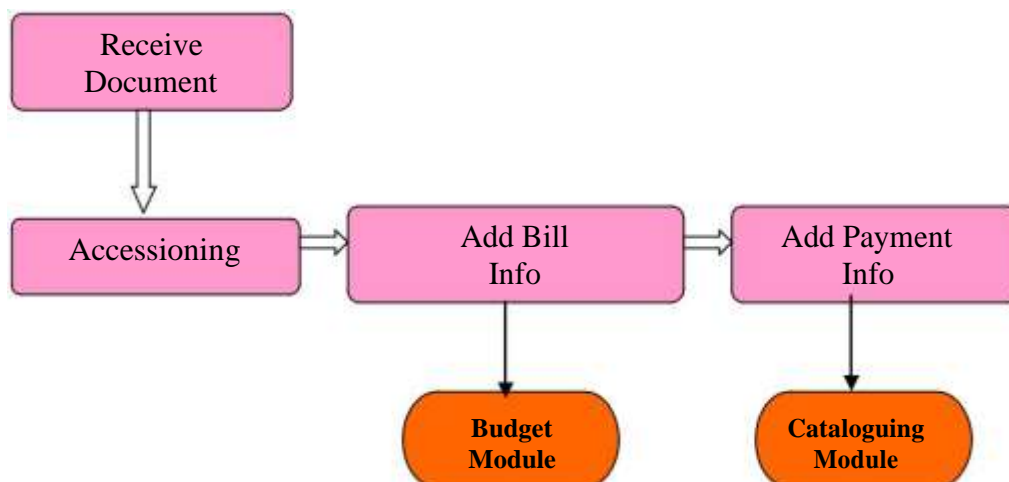 Receive
Document
Accessioning
Add Bill
Info
Add Payment
Info
Budget
Module
Cataloguing
Module